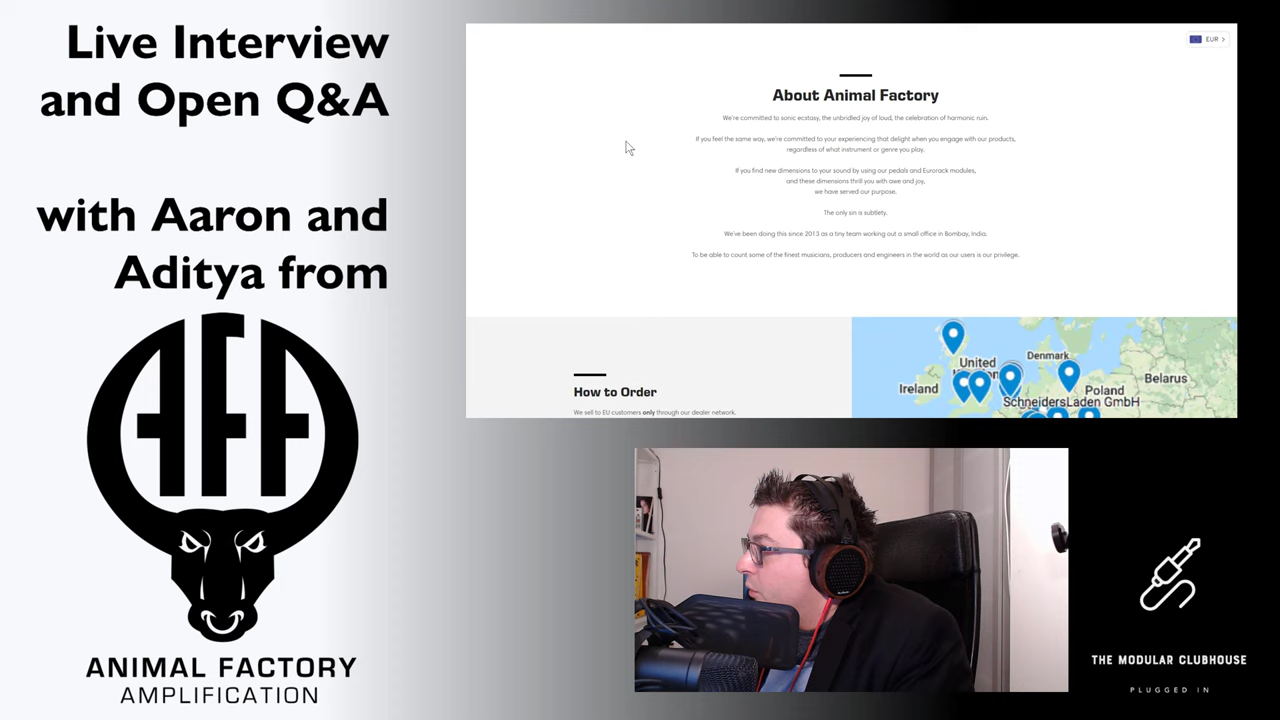 Live Interview
and Open Q&A
with Aaron and
Aditya from
AFA
ANIMAL FACTORY
AMPLIFICATION
EUR >
About Animal Factory
We're committed to sonic ecstasy, the unbridled joy of loud, the celebration of harmonic ruin.
If you feel the same way, we're committed to your experiencing that delight when you engage with our products,
regardless of what instrument or genre you play.
If you find new dimensions to your sound by using our pedals and Eurorack modules,
and these dimensions thrill you with awe and joy,
we have served our purpose.
The only sin is subtlety.
We've been doing this since 2013 as a tiny team working out a small office in Bombay, India.
To be able to count some of the finest musicians, producers and engineers in the world as our users is our privilege.
How to Order
We sell to EU customers only through our dealer network.
United
Denmark
Ireland
Poland
Belarus
SchneidersLaden GmbH
GERMANY
THE MODULAR CLUBHOUSE
PLUGGED IN